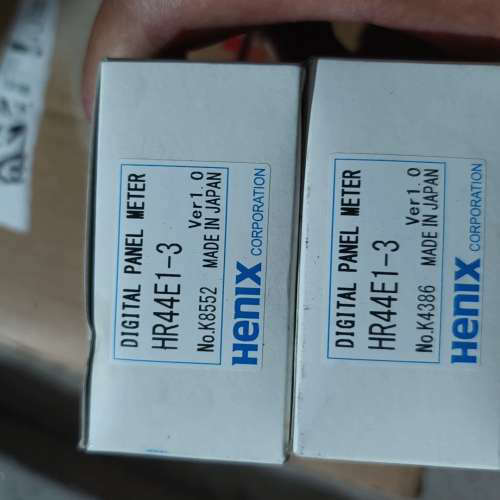 DIGITAL PANEL METER
HR44E1-3 Ver1.0
No.K8552 MADE IN JAPAN
Henix CORPORATION
DIGITAL PANEL METER
HR44E1-3 Ver1.0
No.K4386 MADE IN JAPAN
Henix CORPORATION